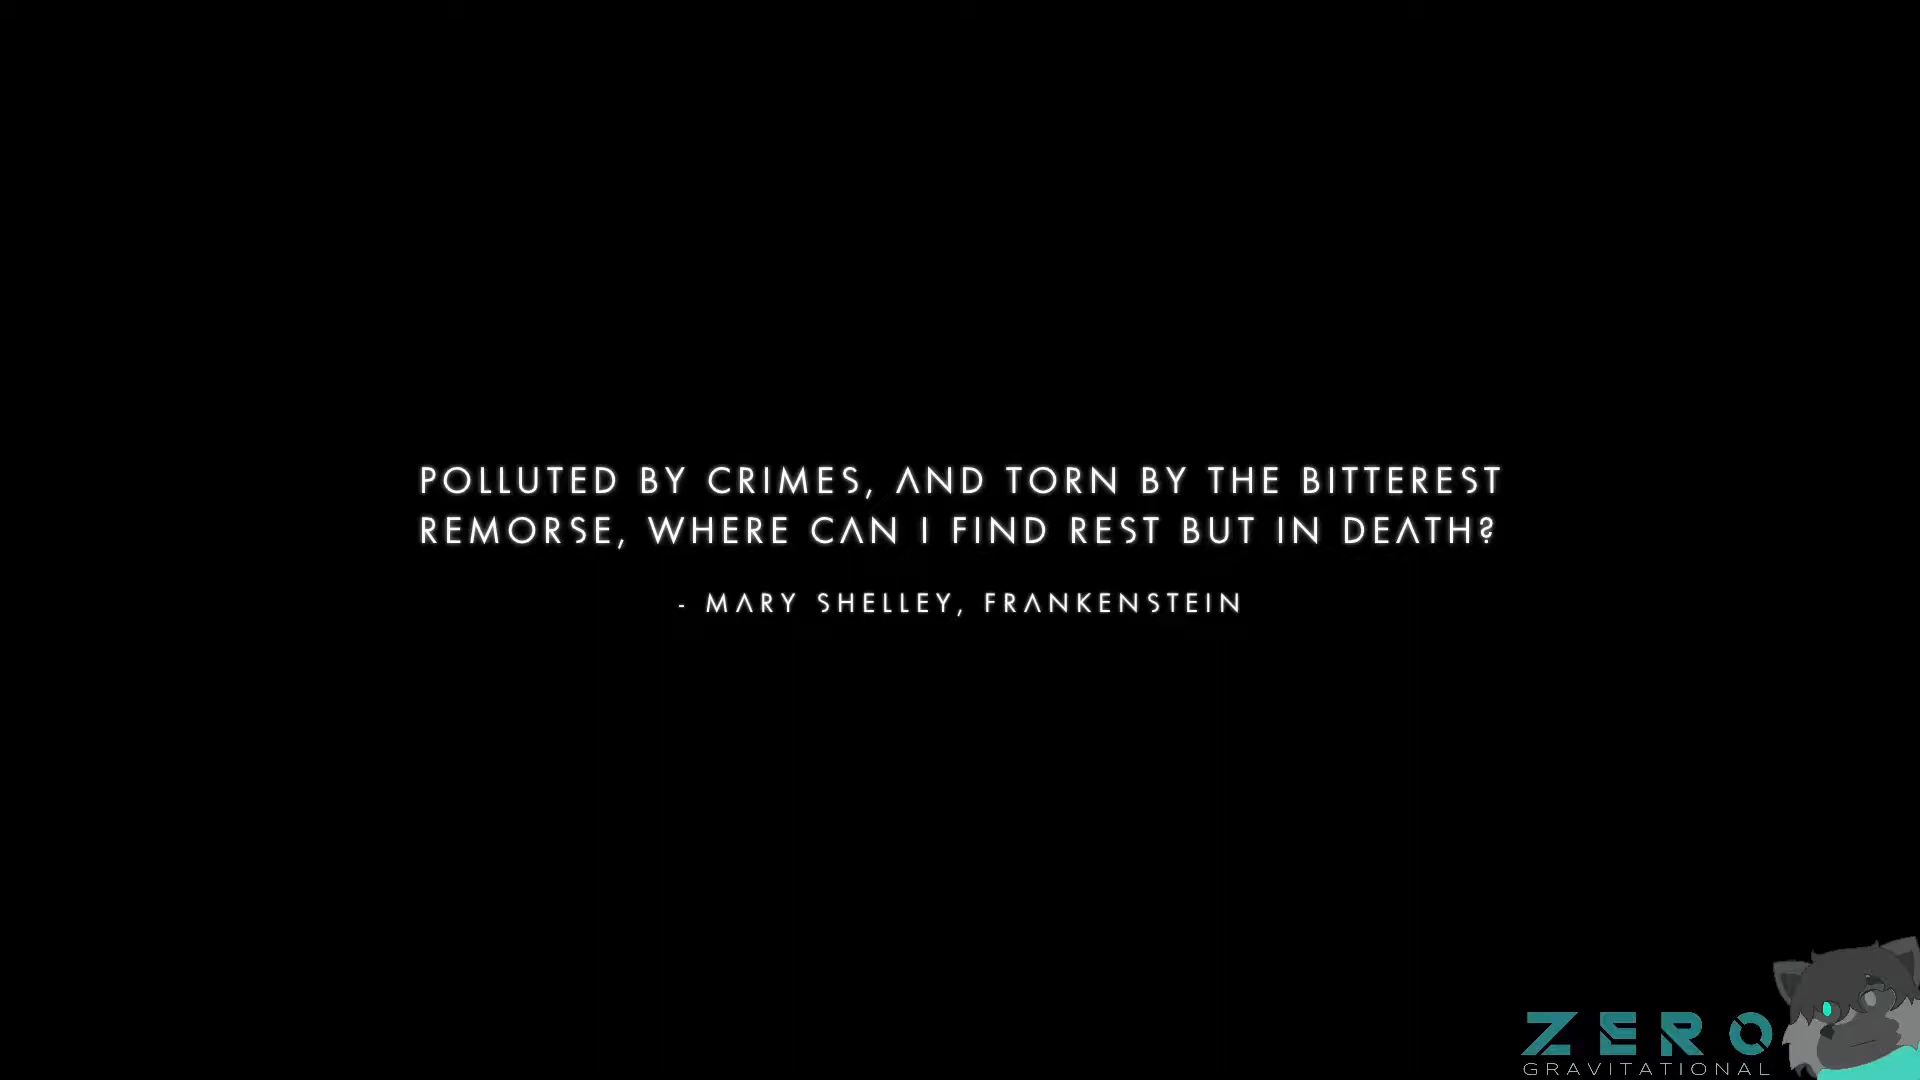 POLLUTED BY CRIMES, AND TORN BY THE BITTEREST
REMORSE, WHERE CAN I FIND REST BUT IN DEATH?
- MARY SHELLEY, FRANKENSTEIN
ZERO
GRAVITATIONAL